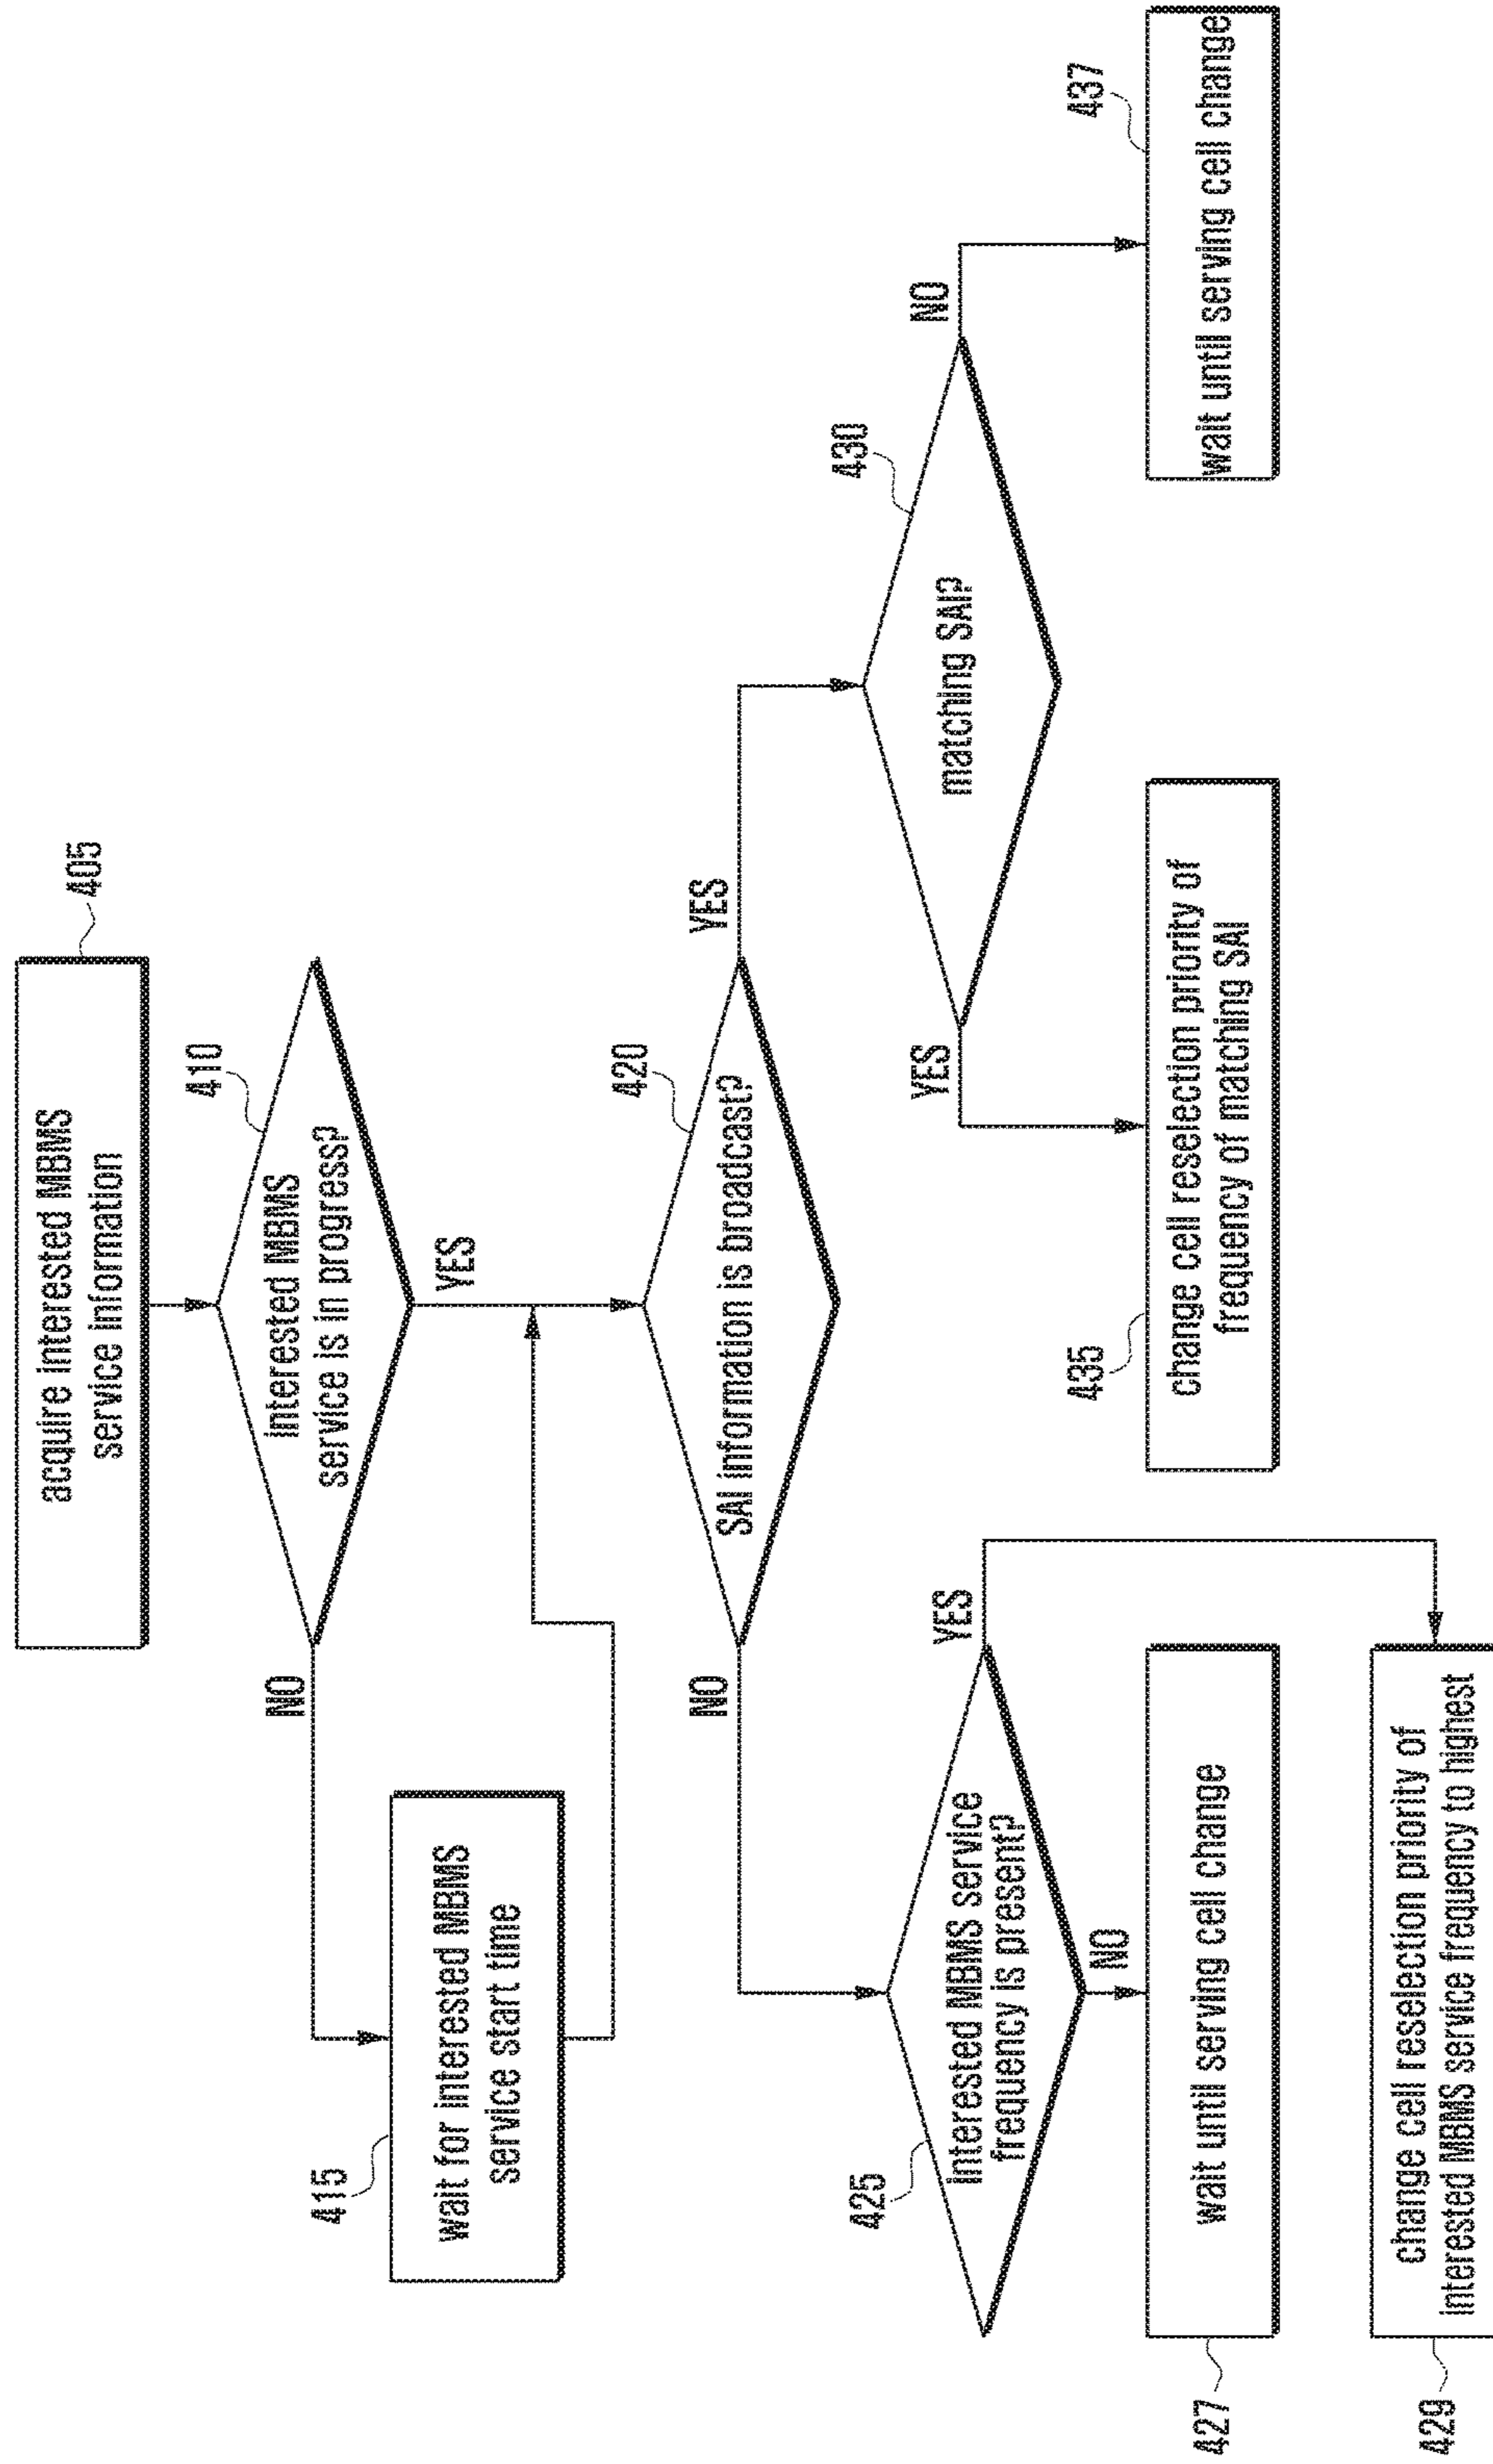 acquire interested MBMS
service information
405
410
interested MBMS
service is in progress?
NO
YES
415
wait for interested MBMS
service start time
420
SAI information is broadcast?
NO
YES
425
interested MBMS service
frequency is present?
YES
NO
430
matching SAI?
YES
NO
427
wait until serving cell change
435
change cell reselection priority of
frequency of matching SAI
437
wait until serving cell change
429
change cell reselection priority of
interested MBMS service frequency to highest